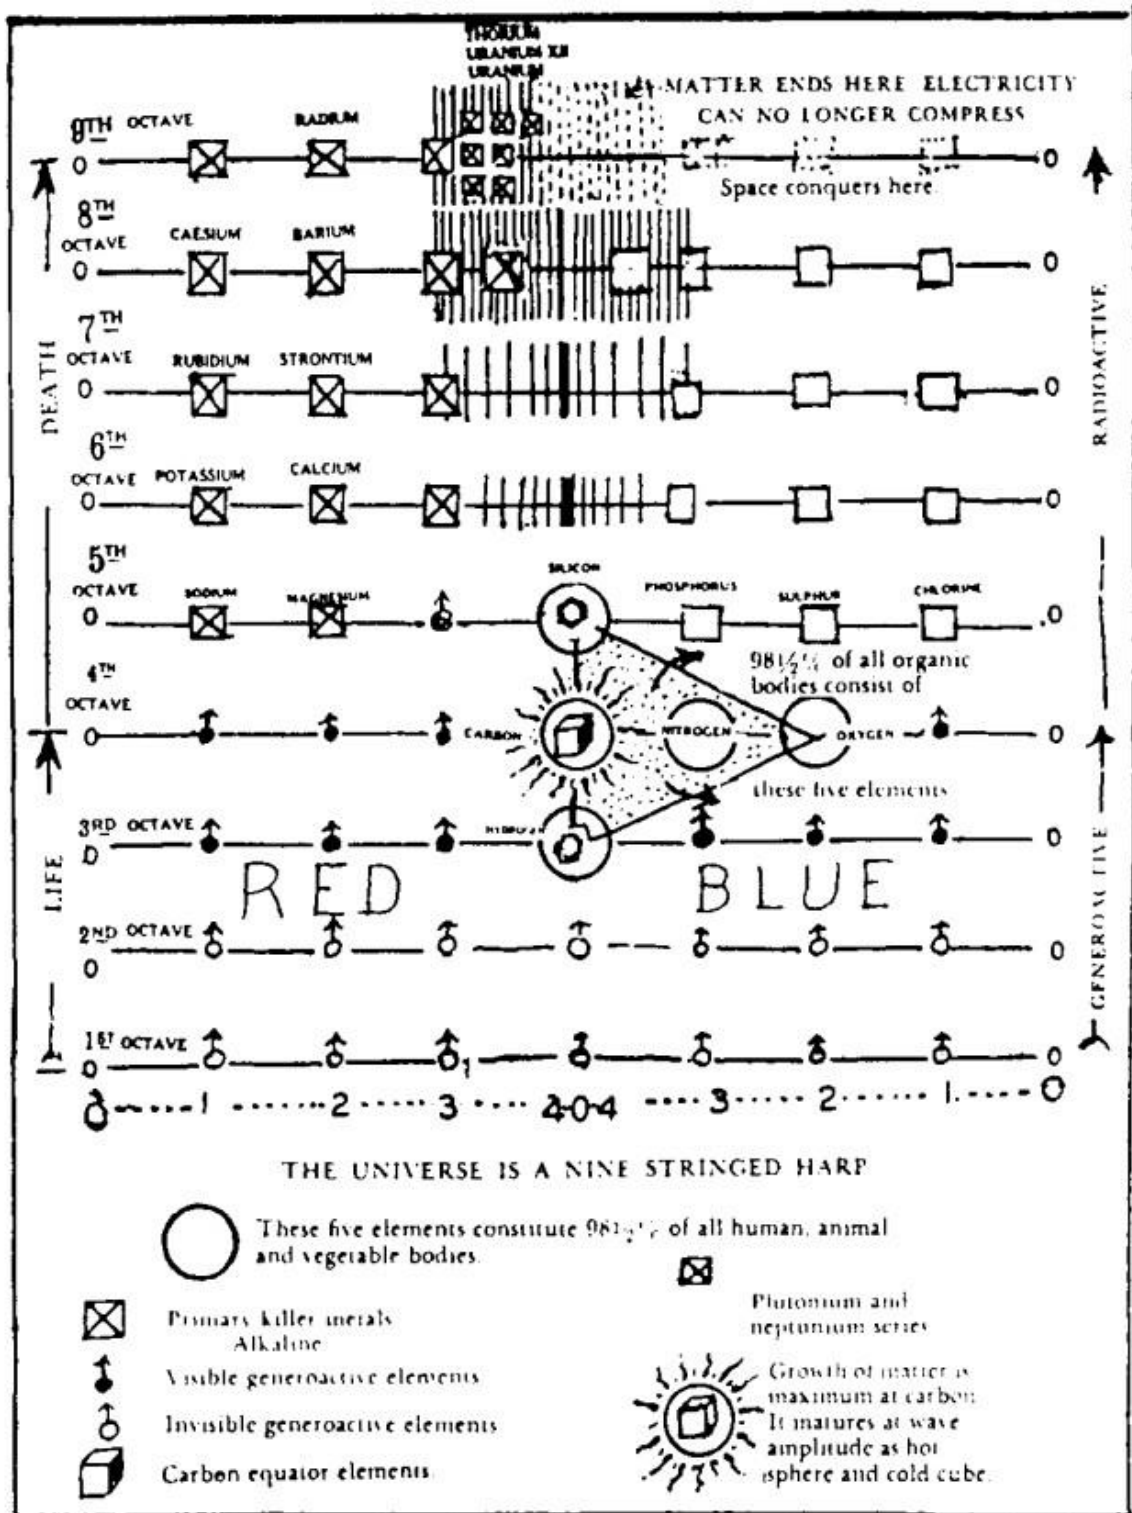 THORIUM
URANIUM XII
URANIUM
MATTER ENDS HERE ELECTRICITY
CAN NO LONGER COMPRESS
9TH OCTAVE
RADIUM
0
0
Space conquers here
8TH
OCTAVE
CAESIUM
BARIUM
0
0
7TH
OCTAVE
RUBIDIUM
STRONTIUM
0
0
6TH
OCTAVE
POTASSIUM
CALCIUM
0
0
5TH
OCTAVE
SODIUM
MAGNESIUM
SILICON
PHOSPHORUS
SULPHUR
CHLORINE
0
0
4TH
OCTAVE
98½% of all organic
bodies consist of
0
CARBON
NITROGEN
OXYGEN
0
these five elements
3RD OCTAVE
HYDROGEN
0
0
RED
BLUE
2ND OCTAVE
0
0
1ST OCTAVE
0
0
DEATH
LIFE
RADIOACTIVE
GENEROACTIVE
0 ...... 1 ...... 2 ...... 3 ...... 4-0-4 ...... 3 ...... 2 ...... 1 ...... 0
THE UNIVERSE IS A NINE STRINGED HARP
These five elements constitute 98½% of all human, animal
and vegetable bodies.
Primary killer metals
Alkaline
Visible generoactive elements
Invisible generoactive elements
Carbon equator elements.
Plutonium and
neptunium series
Growth of matter is
maximum at carbon.
It matures at wave
amplitude as hot
sphere and cold cube.